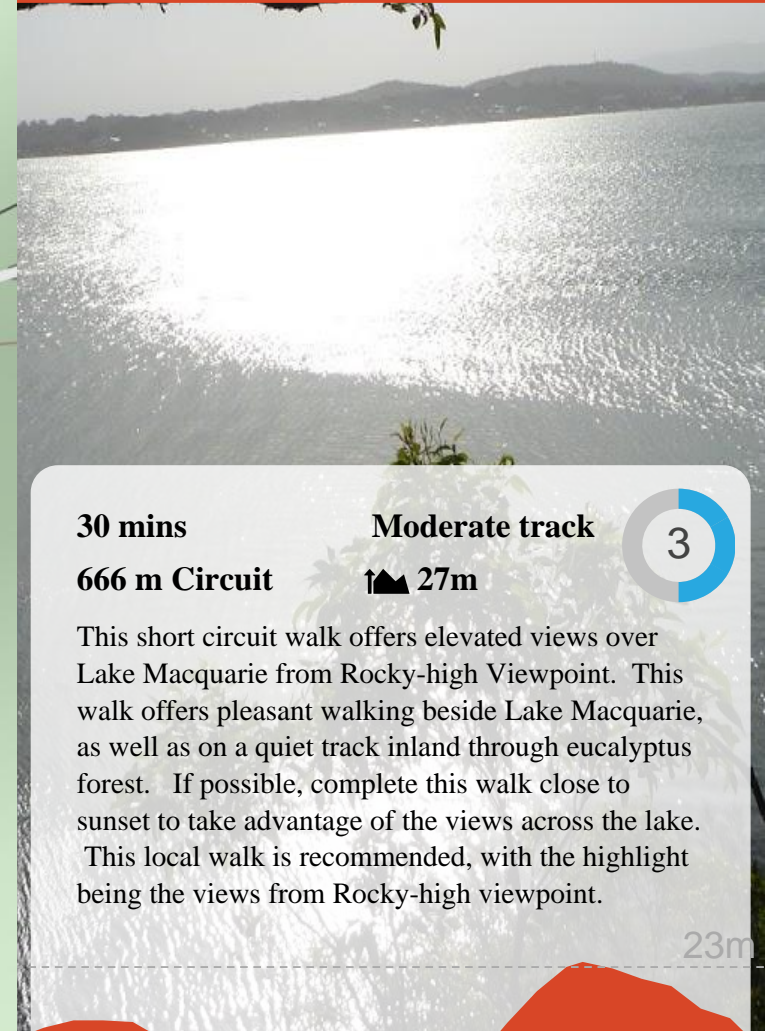 30 mins
Moderate track
3
666 m Circuit
27m
This short circuit walk offers elevated views over
Lake Macquarie from Rocky-high Viewpoint.  This
walk offers pleasant walking beside Lake Macquarie,
as well as on a quiet track inland through eucalyptus
forest.   If possible, complete this walk close to
sunset to take advantage of the views across the lake.
This local walk is recommended, with the highlight
being the views from Rocky-high viewpoint.
23m